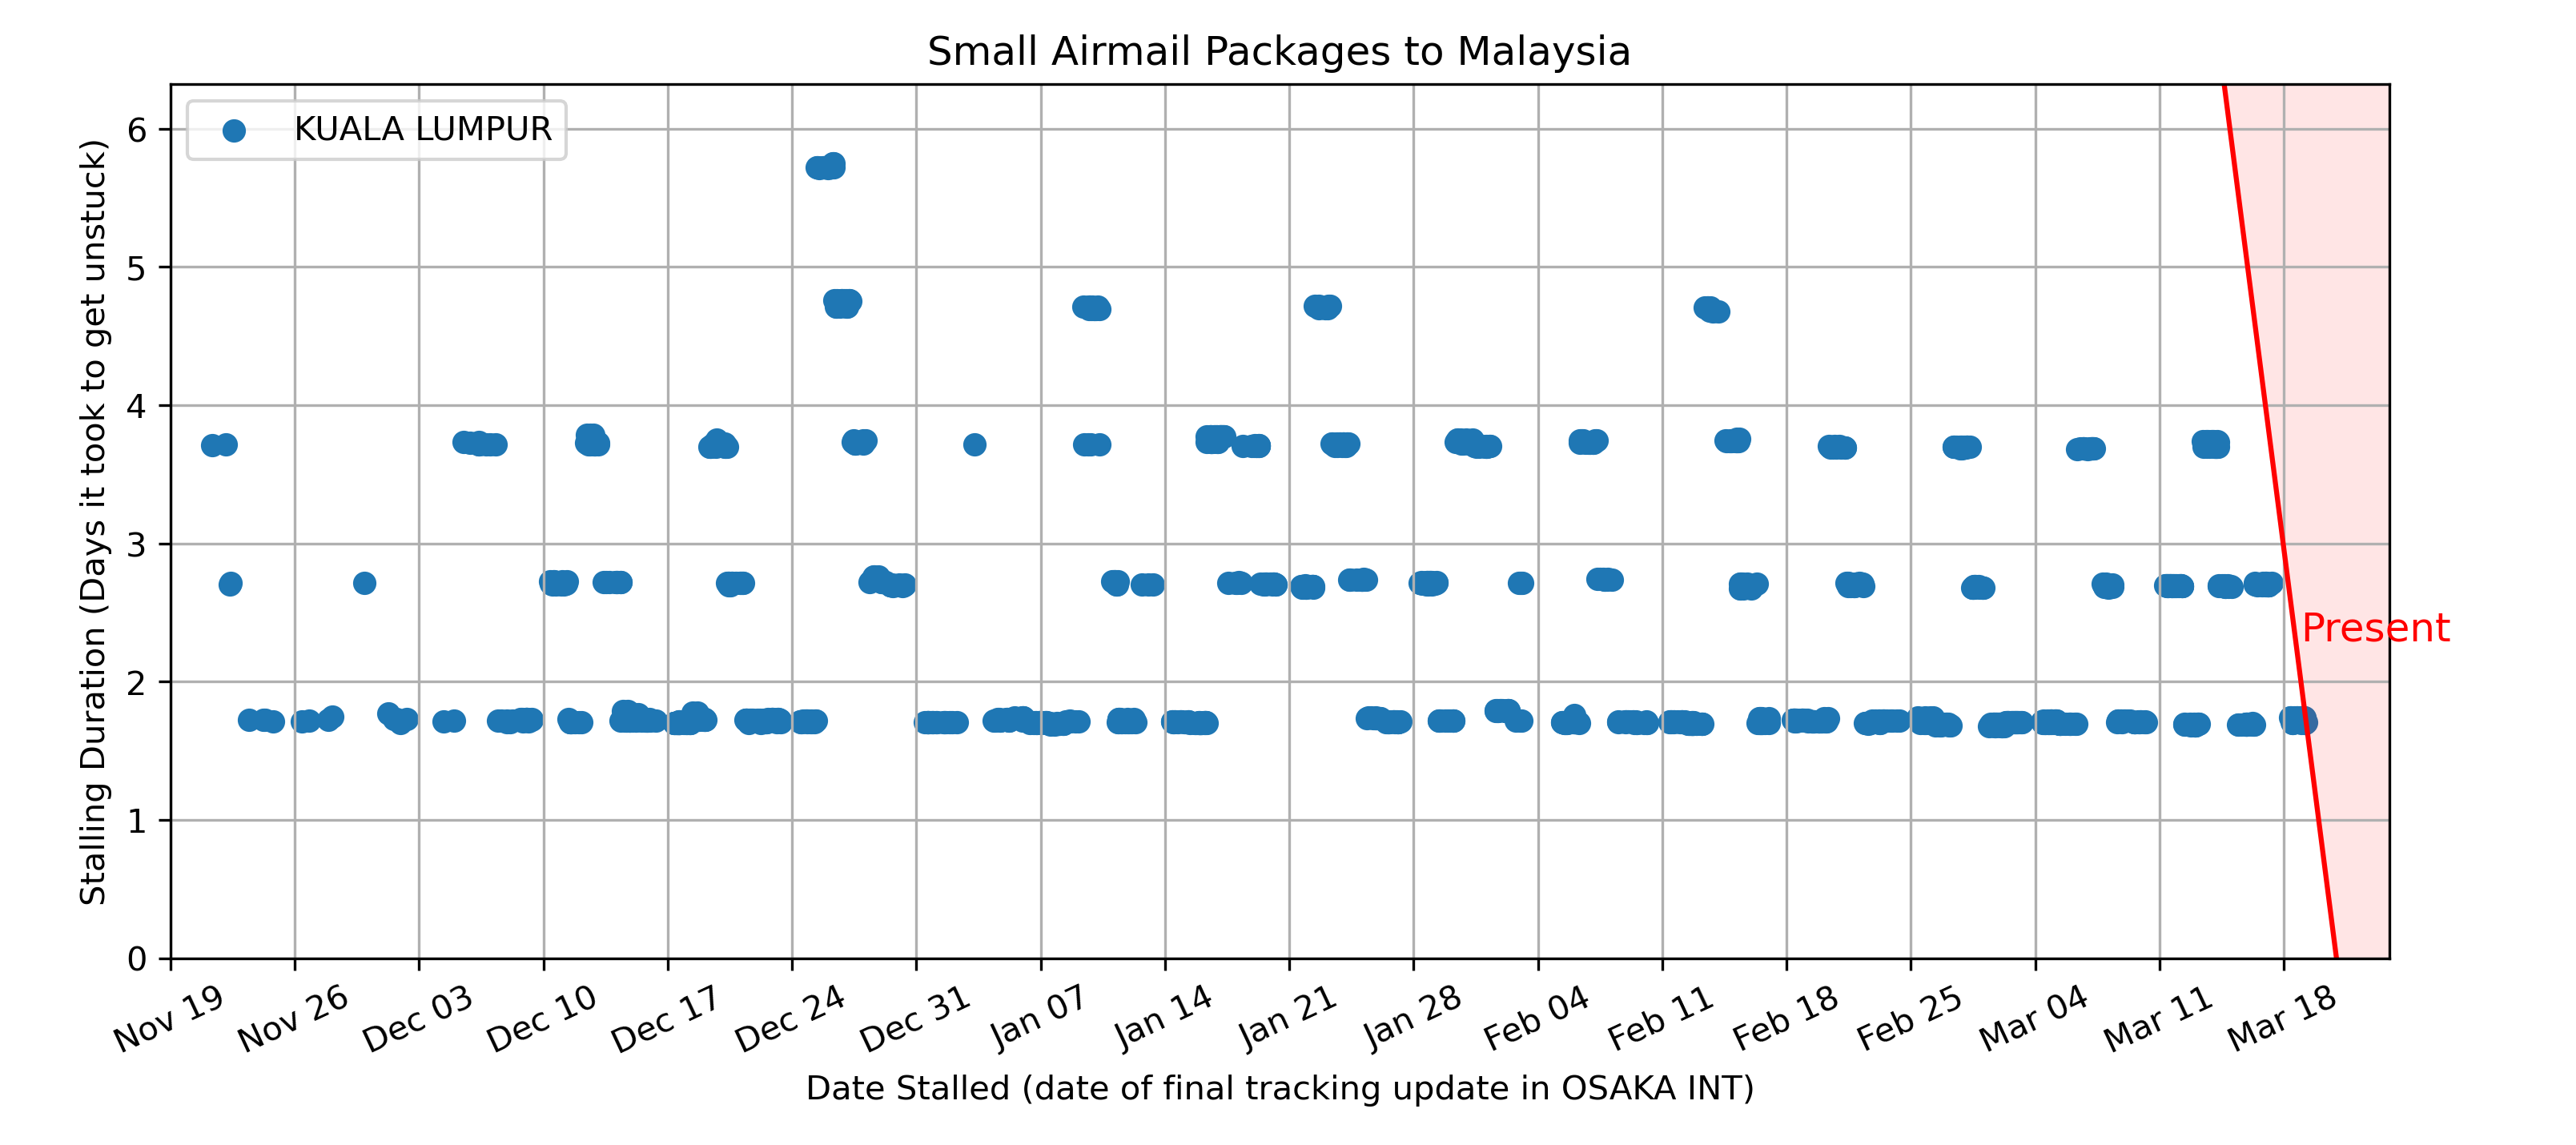 Small Airmail Packages to Malaysia
KUALA LUMPUR
Stalling Duration (Days it took to get unstuck)
6
5
4
3
2
1
0
Present
Nov 19
Nov 26
Dec 03
Dec 10
Dec 17
Dec 24
Dec 31
Jan 07
Jan 14
Jan 21
Jan 28
Feb 04
Feb 11
Feb 18
Feb 25
Mar 04
Mar 11
Mar 18
Date Stalled (date of final tracking update in OSAKA INT)